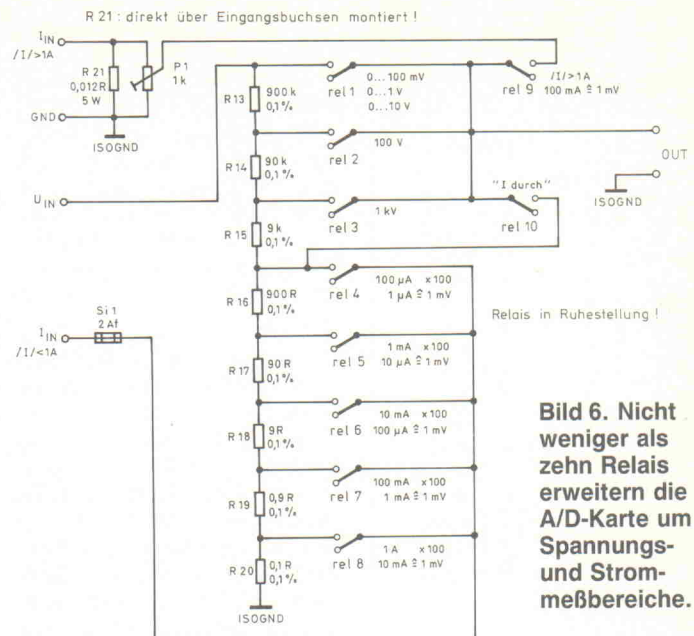 R 21 : direkt über Eingangsbuchsen montiert !
I IN
/I/>1A
R 21
0,012R
5 W
P 1
1k
GND
ISOGND
U IN
I IN
/I/<1A
Si 1
2 Af
R 13
900 k
0,1 %
R 14
90 k
0,1 %
R 15
9 k
0,1 %
R 16
900 R
0,1 %
R 17
90 R
0,1 %
R 18
9R
0,1 %
R 19
0,9 R
0,1 %
R 20
0,1 R
0,1 %
ISOGND
rel 1
0...100 mV
0...1 V
0...10 V
rel 2
100 V
rel 3
1 kV
rel 4
100 µA x100
1 µA ≙ 1 mV
rel 5
1 mA x100
10 µA ≙ 1 mV
rel 6
10 mA x100
100 µA ≙ 1 mV
rel 7
100 mA x100
1 mA ≙ 1 mV
rel 8
1 A x100
10 mA ≙ 1 mV
rel 9
/I/>1A
100 mA ≙ 1 mV
"I durch"
rel 10
OUT
ISOGND
Relais in Ruhestellung !
Bild 6. Nicht
weniger als
zehn Relais
erweitern die
A/D-Karte um
Spannungs-
und Strom-
meßbereiche.